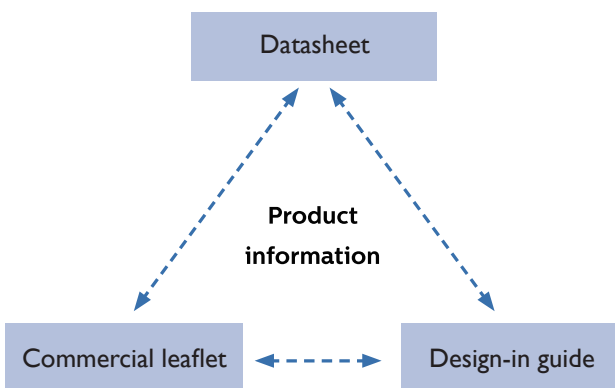 Datasheet
Product
information
Commercial leaflet
Design-in guide